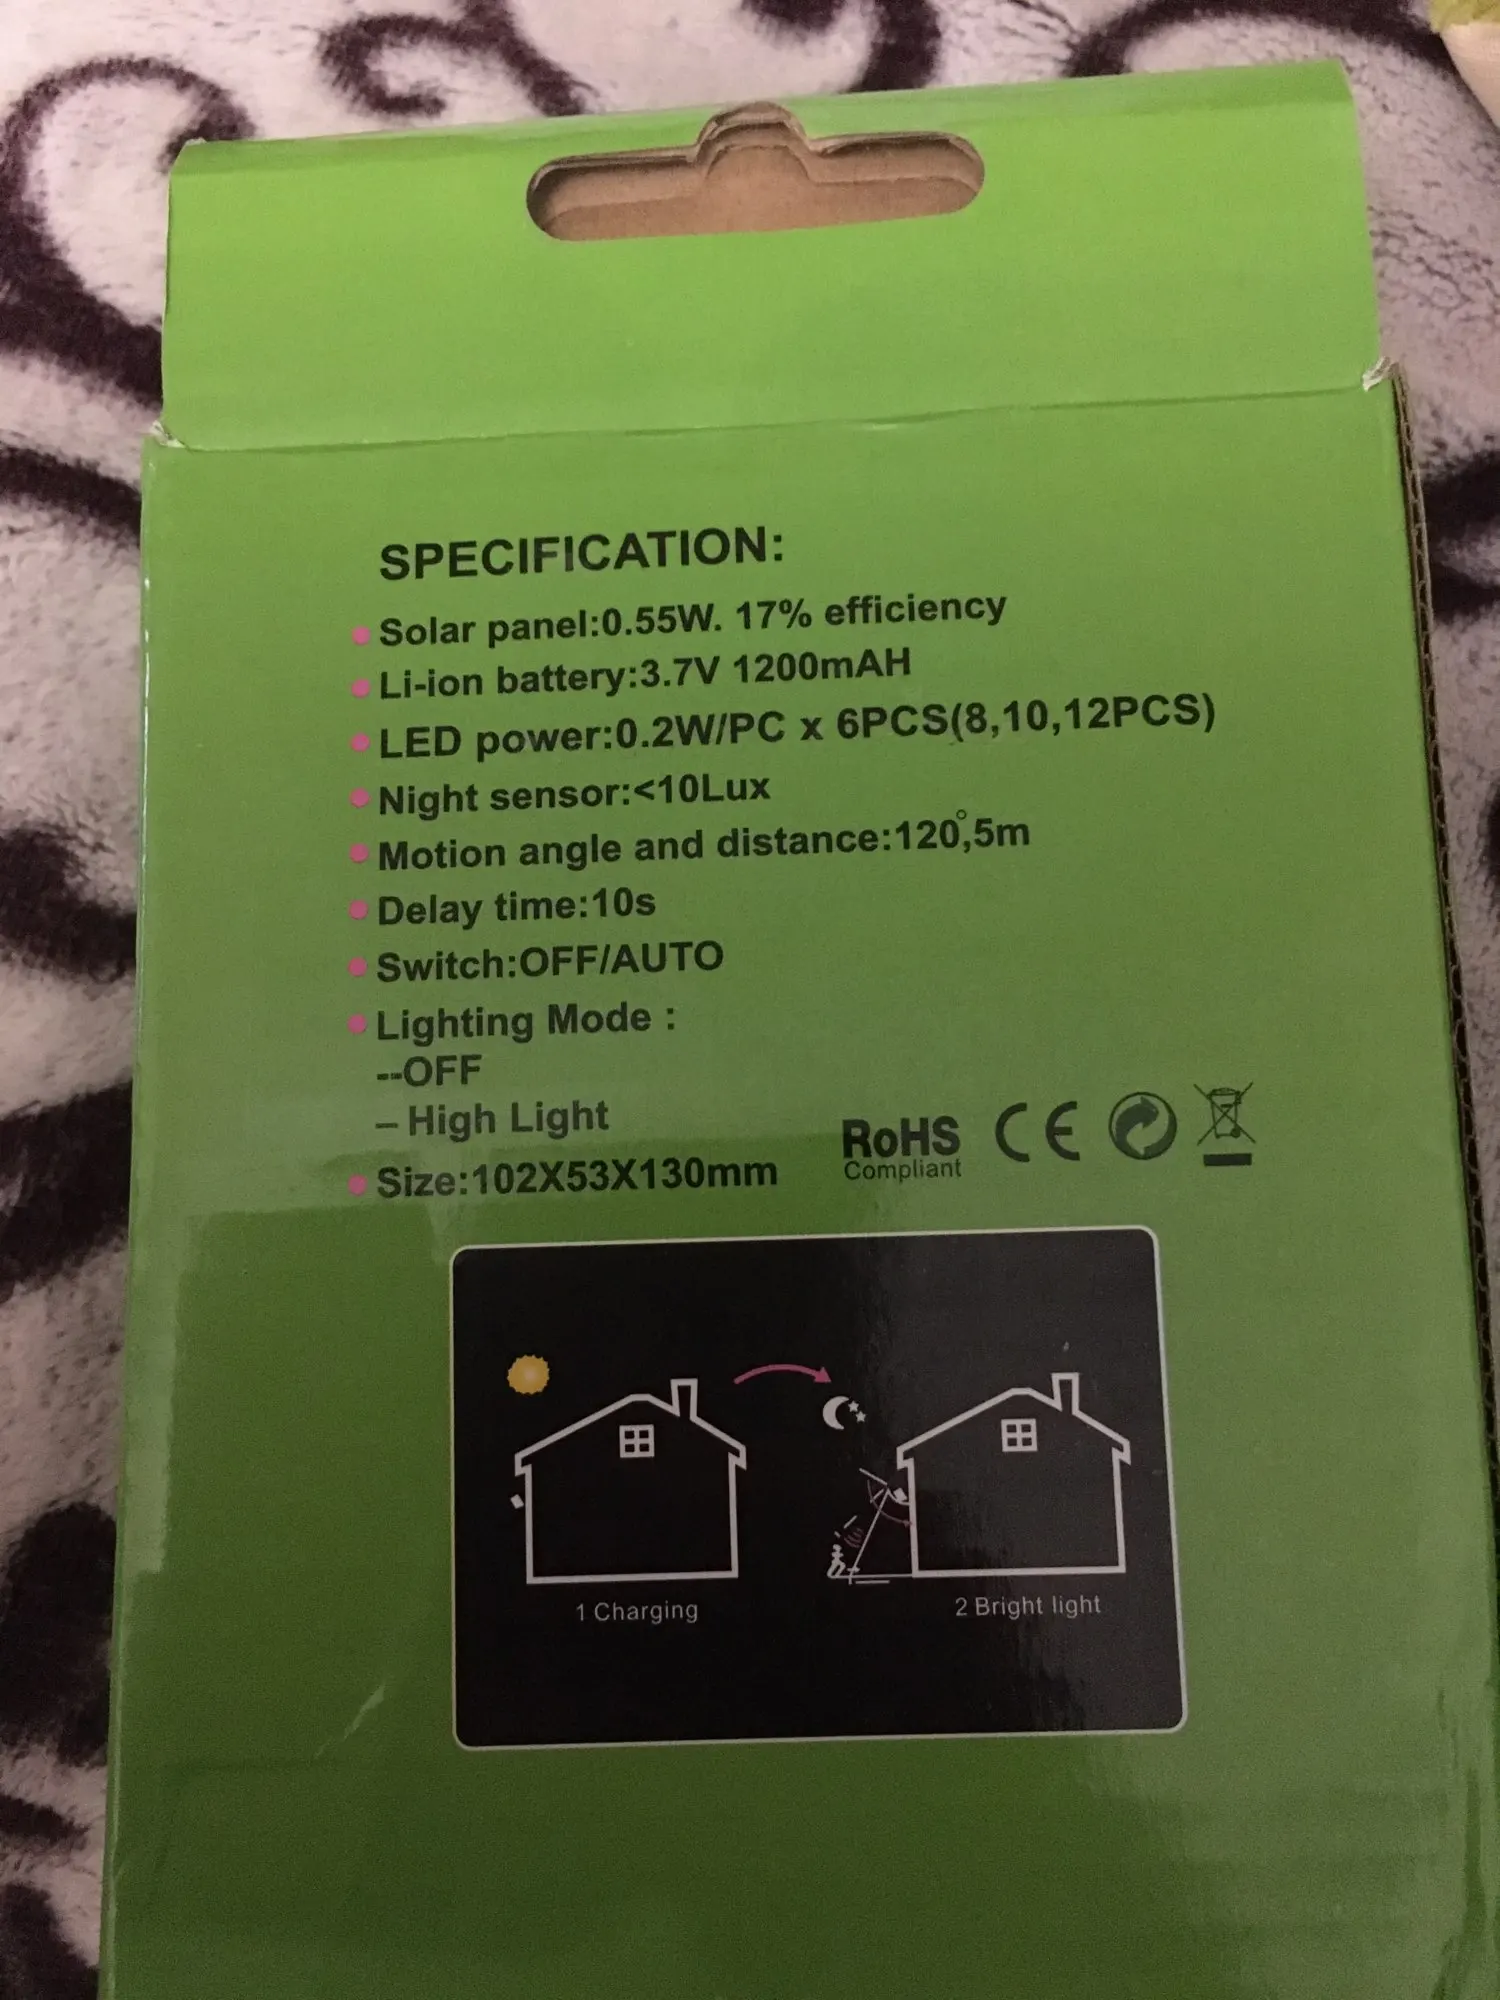 SPECIFICATION:
Solar panel:0.55W. 17% efficiency
Li-ion battery:3.7V 1200mAH
LED power:0.2W/PC x 6PCS(8,10,12PCS)
Night sensor:<10Lux
Motion angle and distance:120°,5m
Delay time:10s
Switch:OFF/AUTO
Lighting Mode :
--OFF
– High Light
Size:102X53X130mm
RoHS
Compliant
CE
1 Charging
2 Bright light